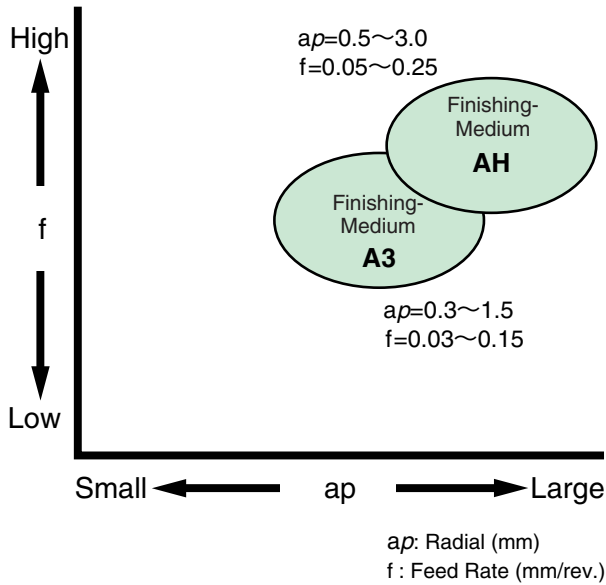 High
ap=0.5～3.0
f=0.05～0.25
Finishing-
Medium
AH
Finishing-
Medium
A3
f
ap=0.3～1.5
f=0.03～0.15
Low
Small
ap
Large
ap: Radial (mm)
f : Feed Rate (mm/rev.)